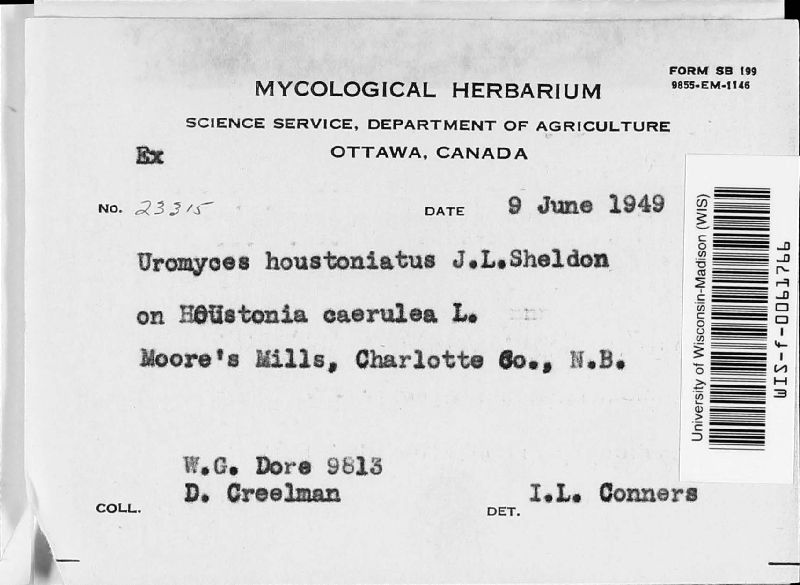 FORM SB 199
9855-EM-1146
MYCOLOGICAL HERBARIUM
SCIENCE SERVICE, DEPARTMENT OF AGRICULTURE
Ex OTTAWA, CANADA
No. 23315 DATE 9 June 1949
Uromyces houstoniatus J.L.Sheldon
on Houstonia caerulea L.
Moore's Mills, Charlotte Co., N.B.
W.G. Dore 9813
D. Creelman
COLL.
I.L. Conners
DET.
University of Wisconsin-Madison (WIS)
WIS-f-0061766